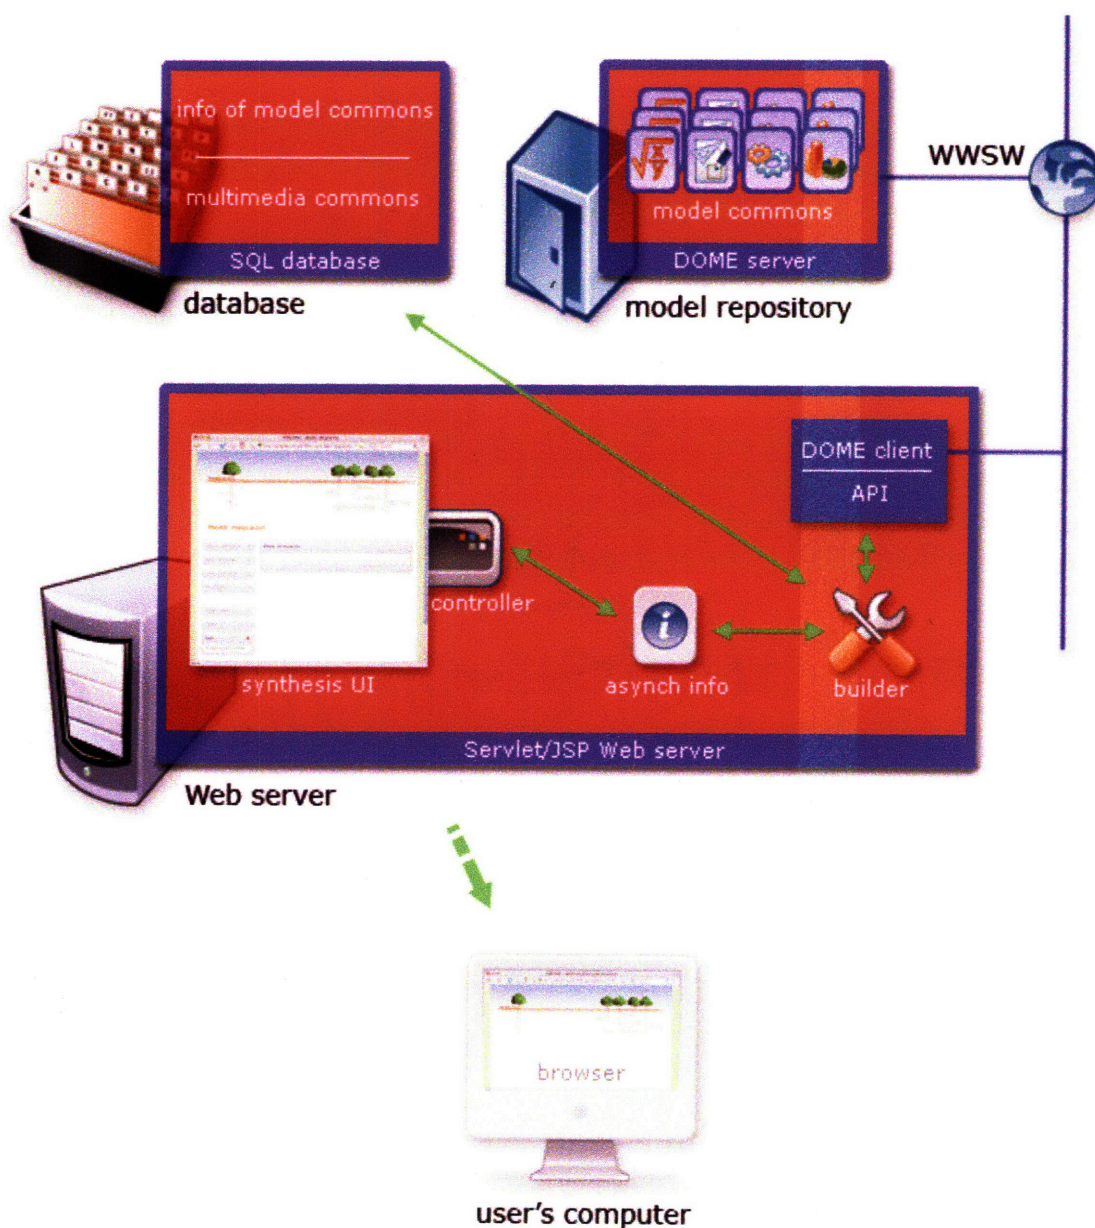 info of model commons
multimedia commons
SQL database
database
model commons
DOME server
model repository
WWSW
DOME client
API
controller
synthesis UI
asynch info
builder
Servlet/JSP Web server
Web server
browser
user's computer